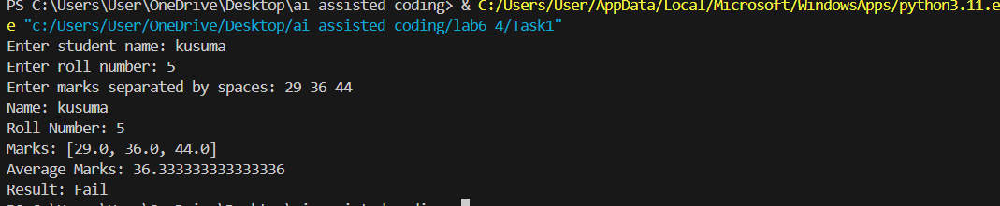 PS C:\Users\User\OneDrive\Desktop\ai assisted coding> & C:/Users/User/AppData/Local/Microsoft/WindowsApps/python3.11.e
e "c:/Users/User/OneDrive/Desktop/ai assisted coding/lab6_4/Task1"
Enter student name: kusuma
Enter roll number: 5
Enter marks separated by spaces: 29 36 44
Name: kusuma
Roll Number: 5
Marks: [29.0, 36.0, 44.0]
Average Marks: 36.333333333333336
Result: Fail